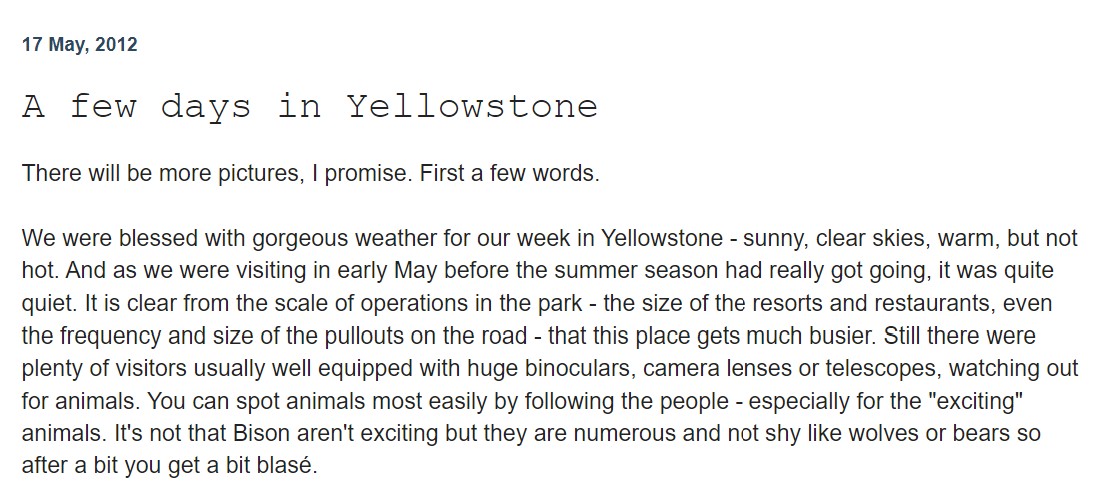 17 May, 2012
A few days in Yellowstone
There will be more pictures, I promise. First a few words.
We were blessed with gorgeous weather for our week in Yellowstone - sunny, clear skies, warm, but not
hot. And as we were visiting in early May before the summer season had really got going, it was quite
quiet. It is clear from the scale of operations in the park - the size of the resorts and restaurants, even
the frequency and size of the pullouts on the road - that this place gets much busier. Still there were
plenty of visitors usually well equipped with huge binoculars, camera lenses or telescopes, watching out
for animals. You can spot animals most easily by following the people - especially for the "exciting"
animals. It's not that Bison aren't exciting but they are numerous and not shy like wolves or bears so
after a bit you get a bit blasé.